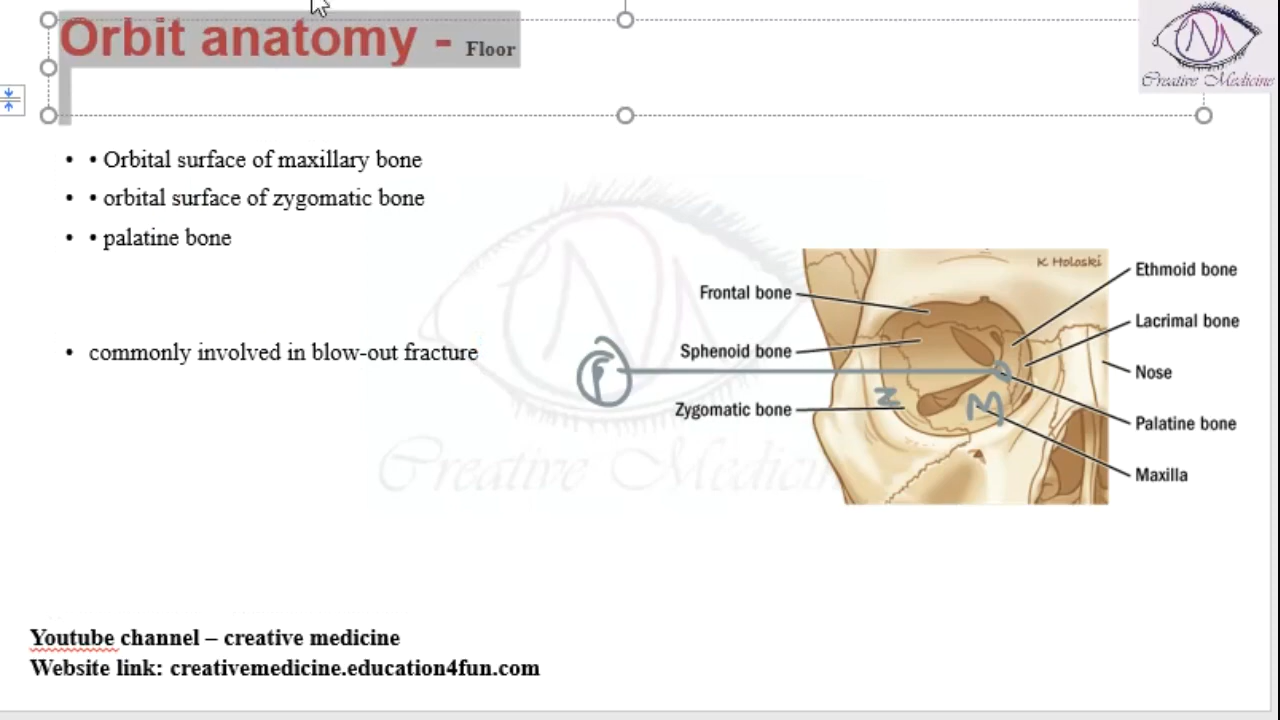 Orbit anatomy - Floor
Creative Medicine
• • Orbital surface of maxillary bone
• • orbital surface of zygomatic bone
• • palatine bone
• commonly involved in blow-out fracture
K Holoski
Frontal bone
Sphenoid bone
Zygomatic bone
Ethmoid bone
Lacrimal bone
Nose
Palatine bone
Maxilla
P
Z
M
Creative Medicine
Youtube channel – creative medicine
Website link: creativemedicine.education4fun.com